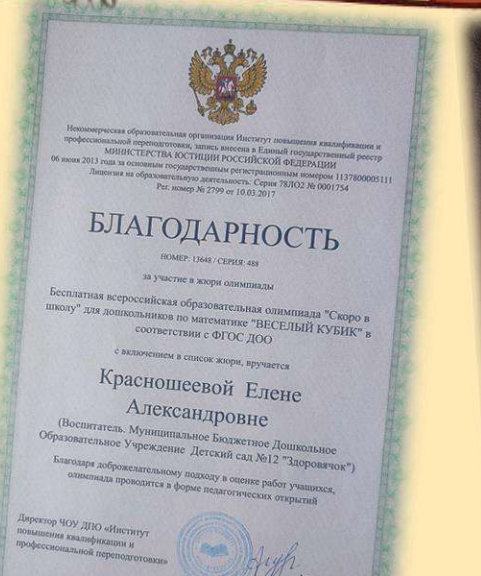 Некоммерческая образовательная организация Институт повышения квалификации и
профессиональной переподготовки, запись внесена в Единый государственный реестр
МИНИСТЕРСТВА ЮСТИЦИИ РОССИЙСКОЙ ФЕДЕРАЦИИ
06 июня 2013 года за основным государственным регистрационным номером 1137800005111
Лицензия на образовательную деятельность: Серия 78ЛО2 № 0001754
Рег. номер № 2799 от 10.03.2017
БЛАГОДАРНОСТЬ
НОМЕР: 13648 / СЕРИЯ: 488
за участие в жюри олимпиады
Бесплатная всероссийская образовательная олимпиада "Скоро в
школу" для дошкольников по математике "ВЕСЕЛЫЙ КУБИК" в
соответствии с ФГОС ДОО
с включением в список жюри, вручается
Красношеевой Елене
Александровне
(Воспитатель. Муниципальное Бюджетное Дошкольное
Образовательное Учреждение Детский сад №12 "Здоровячок")
Благодаря доброжелательному подходу в оценке работ учащихся,
олимпиада проводится в форме педагогических открытий
Директор ЧОУ ДПО «Институт
повышения квалификации и
профессиональной переподготовки»